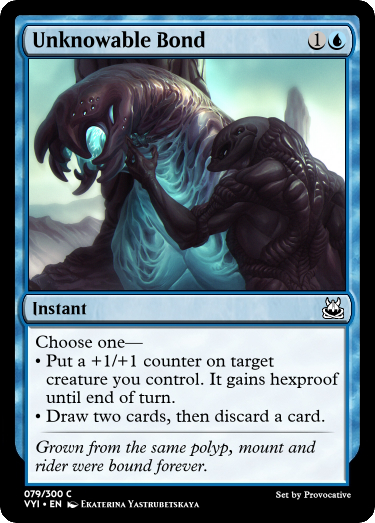 Unknowable Bond 1
Instant
Choose one—
• Put a +1/+1 counter on target
creature you control. It gains hexproof
until end of turn.
• Draw two cards, then discard a card.
Grown from the same polyp, mount and
rider were bound forever.
079/300 C
VYI • EN Ekaterina Yastrubetskaya
Set by Provocative